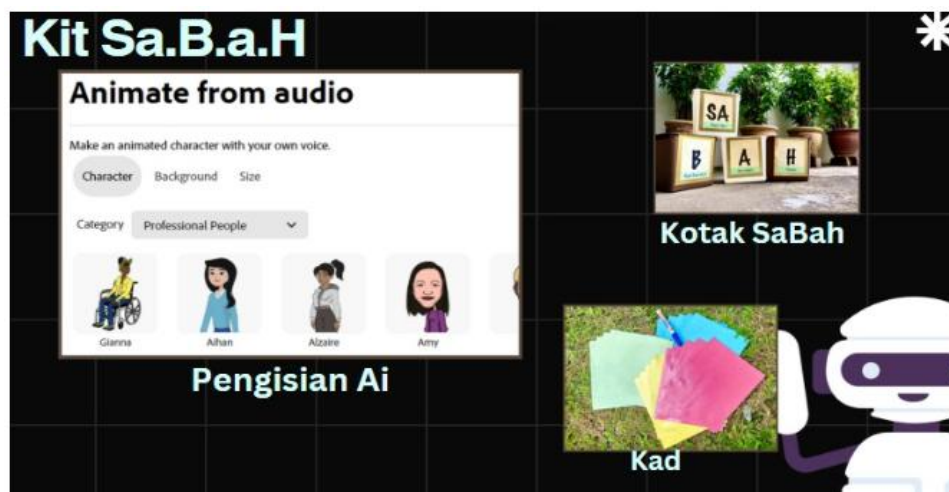 Kit Sa.B.a.H
Animate from audio
Make an animated character with your own voice.
Character Background Size
Category Professional People
Gianna Aihan Alzaire Amy
Pengisian Ai
SA
B A H
Kotak SaBah
Kad